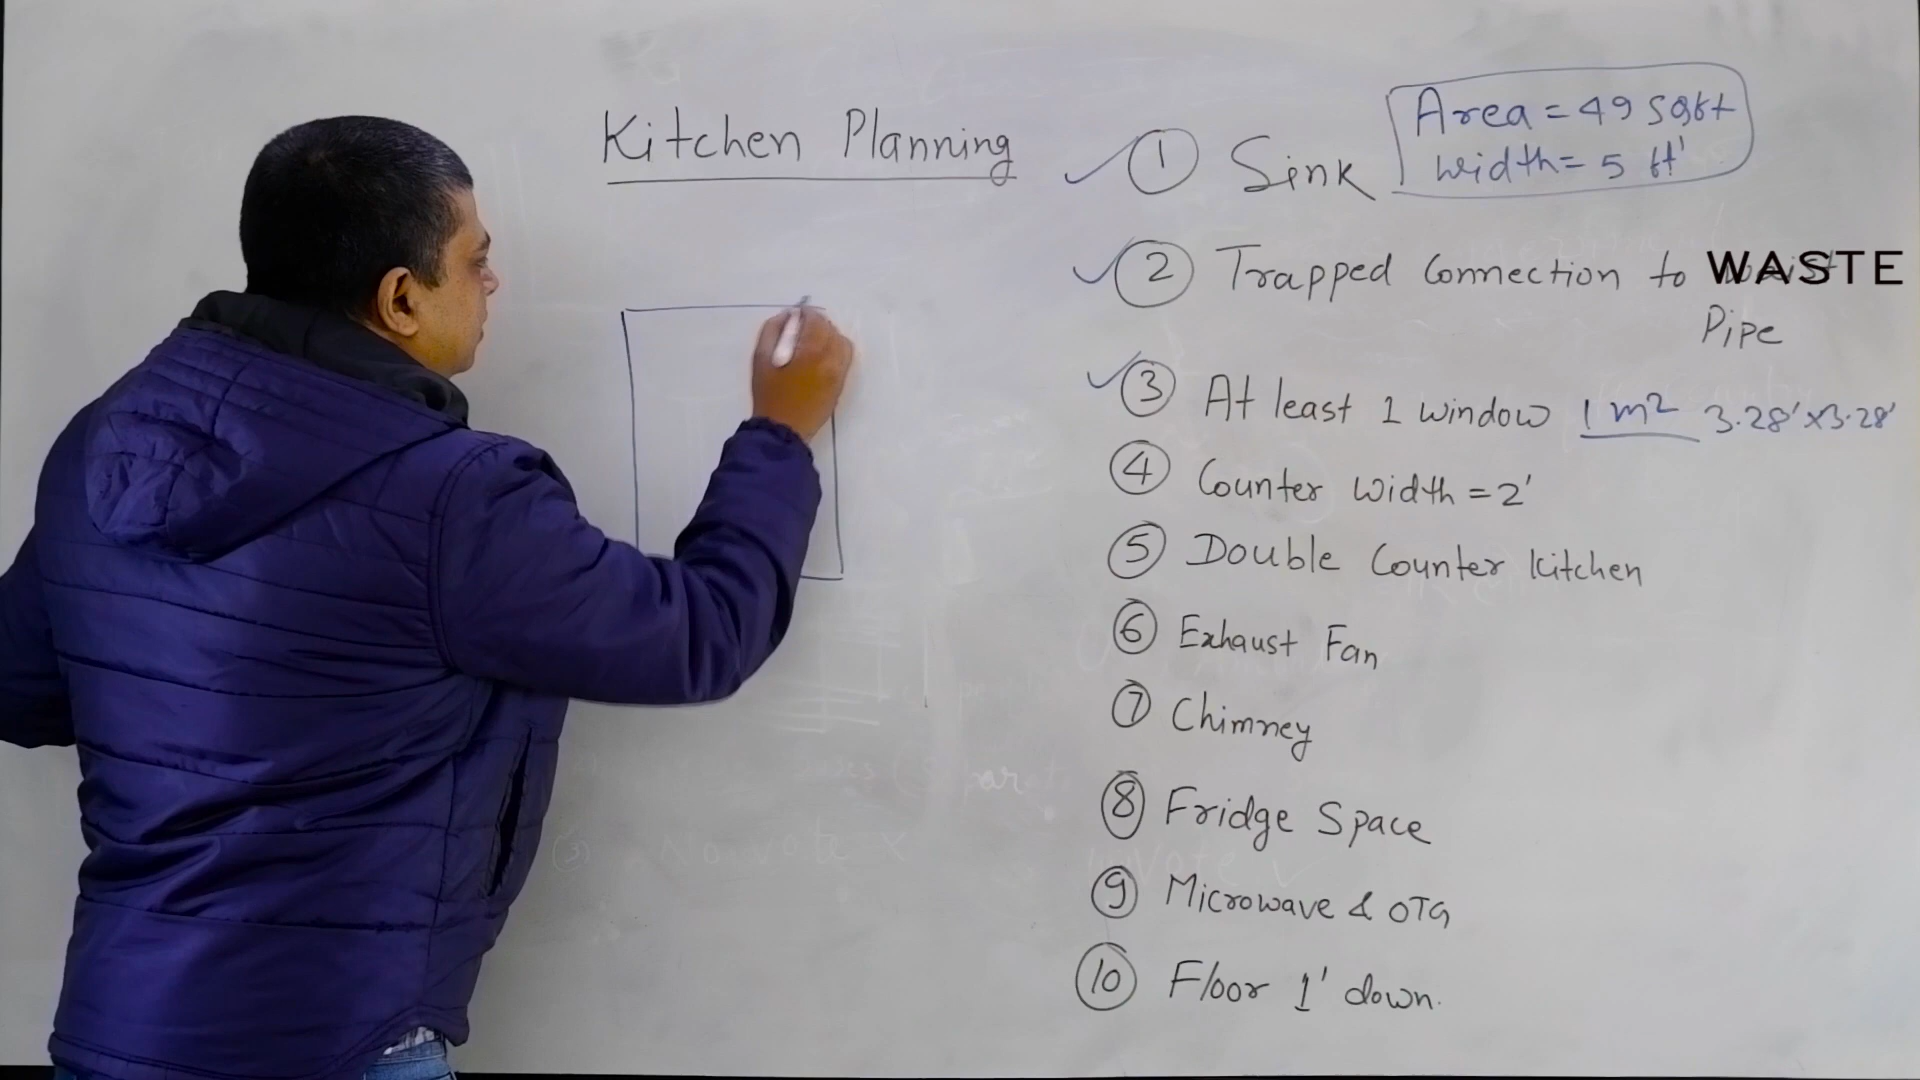 Kitchen Planning
Area = 49 Sqft
Width = 5 ft'
① Sink
② Trapped Connection to WASTE
Pipe
③ At least 1 window 1 m² 3.28'x3.28'
④ Counter Width = 2'
⑤ Double Counter kitchen
⑥ Exhaust Fan
⑦ Chimney
⑧ Fridge Space
⑨ Microwave & OTG
⑩ Floor 1' down.